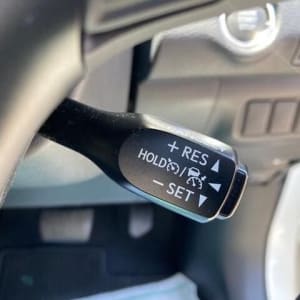 + RES ▲
HOLD /
− SET ▼